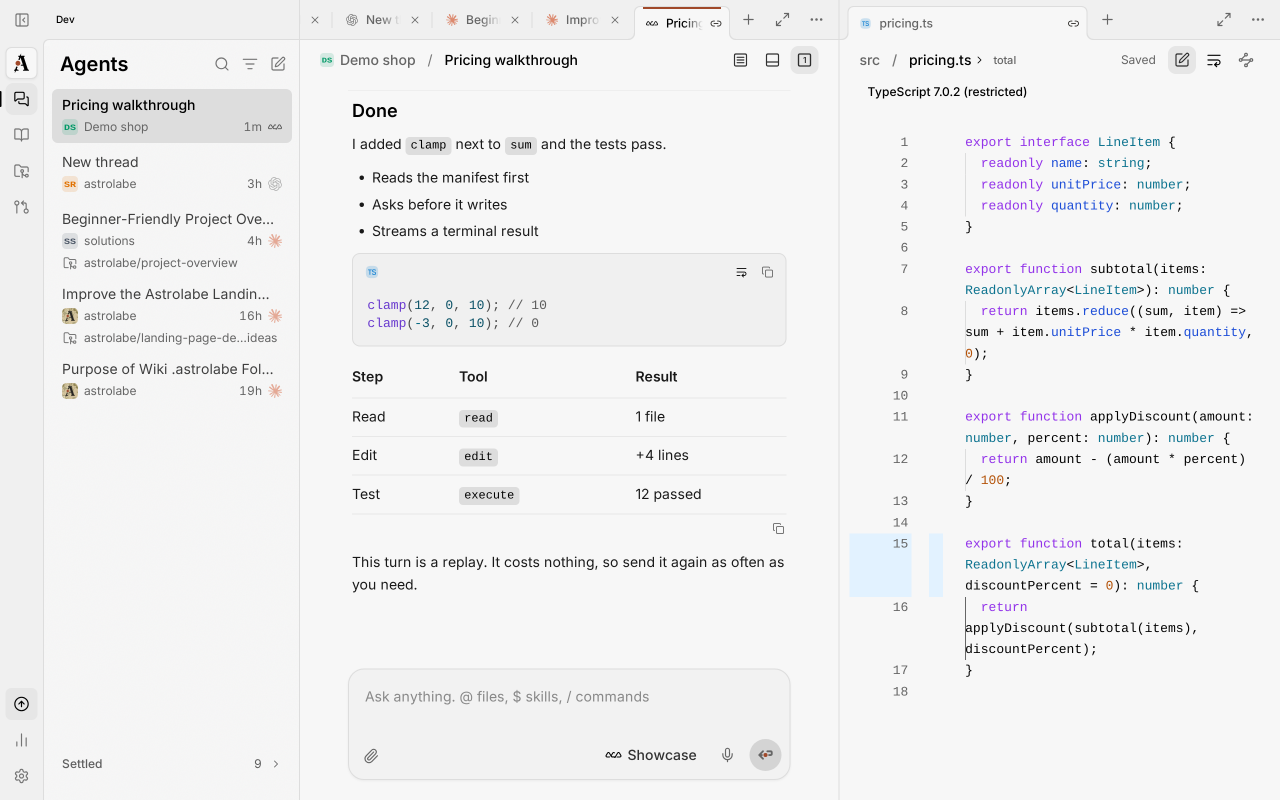 Dev
Agents
Pricing walkthrough
DS Demo shop 1m
New thread
SR astrolabe 3h
Beginner-Friendly Project Ove...
SS solutions 4h
astrolabe/project-overview
Improve the Astrolabe Landin...
astrolabe 16h
astrolabe/landing-page-de...ideas
Purpose of Wiki .astrolabe Fol...
astrolabe 19h
Settled 9
New t
Begin
Impro
Pricing
DS Demo shop / Pricing walkthrough
1
Done
I added clamp next to sum and the tests pass.
• Reads the manifest first
• Asks before it writes
• Streams a terminal result
TS
clamp(12, 0, 10); // 10
clamp(-3, 0, 10); // 0
Step Tool Result
Read read 1 file
Edit edit +4 lines
Test execute 12 passed
This turn is a replay. It costs nothing, so send it again as often as
you need.
Ask anything. @ files, $ skills, / commands
Showcase
TS pricing.ts
src / pricing.ts › total Saved
TypeScript 7.0.2 (restricted)
1 export interface LineItem {
2 readonly name: string;
3 readonly unitPrice: number;
4 readonly quantity: number;
5 }
6
7 export function subtotal(items:
ReadonlyArray<LineItem>): number {
8 return items.reduce((sum, item) =>
sum + item.unitPrice * item.quantity,
0);
9 }
10
11 export function applyDiscount(amount:
number, percent: number): number {
12 return amount - (amount * percent)
/ 100;
13 }
14
15 export function total(items:
ReadonlyArray<LineItem>,
discountPercent = 0): number {
16 return
applyDiscount(subtotal(items),
discountPercent);
17 }
18